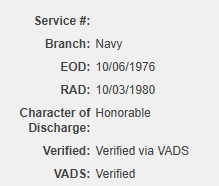 Service #:
Branch: Navy
EOD: 10/06/1976
RAD: 10/03/1980
Character of Honorable
Discharge:
Verified: Verified via VADS
VADS: Verified